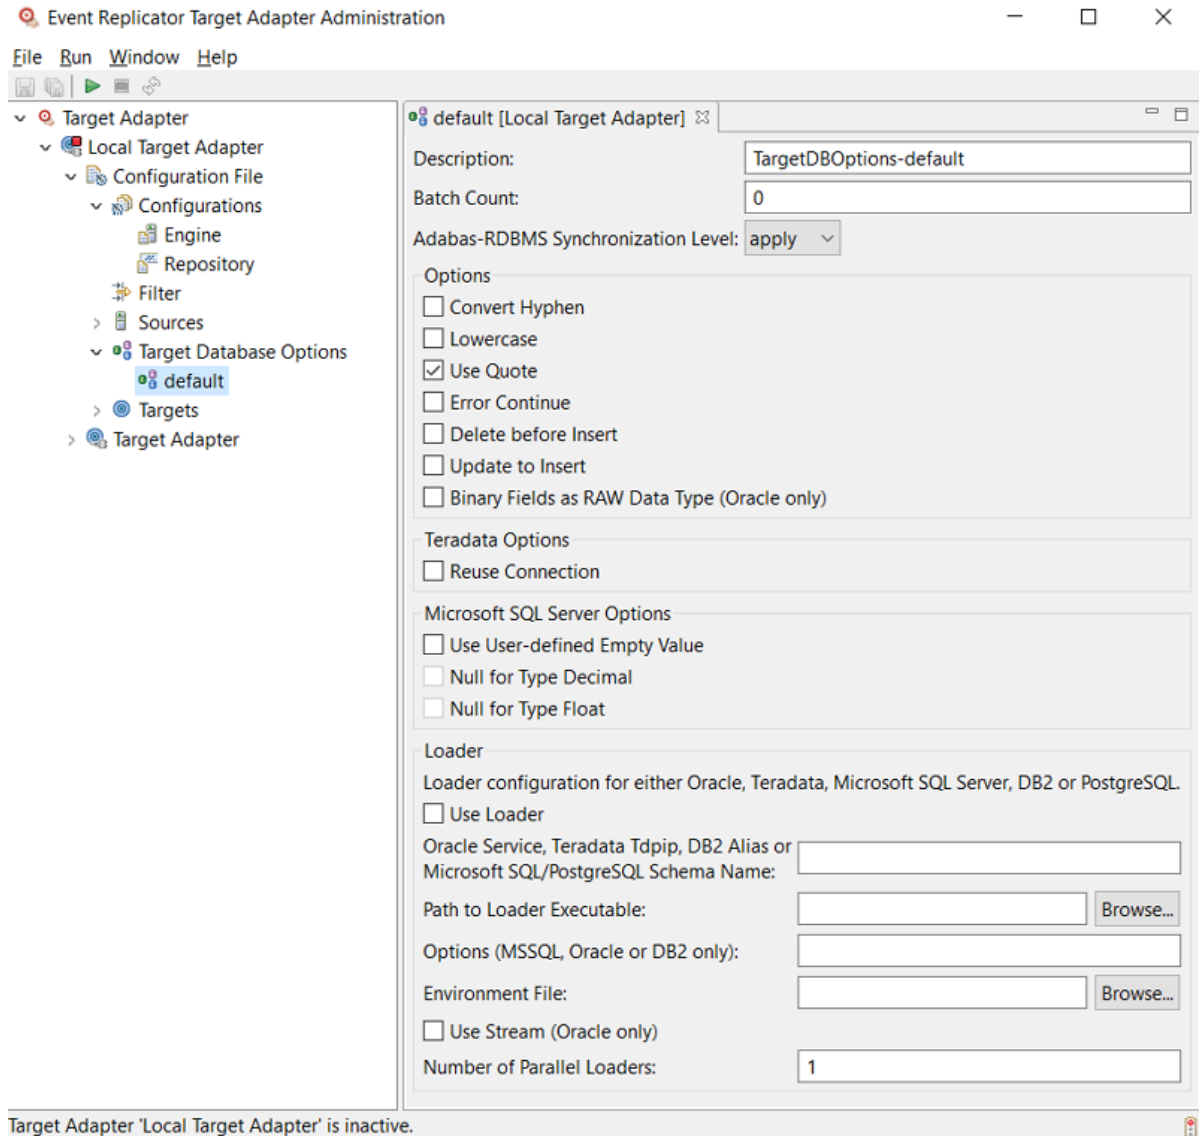 Event Replicator Target Adapter Administration
File Run Window Help
Target Adapter
Local Target Adapter
Configuration File
Configurations
Engine
Repository
Filter
Sources
Target Database Options
default
Targets
Target Adapter
default [Local Target Adapter]
Description: TargetDBOptions-default
Batch Count: 0
Adabas-RDBMS Synchronization Level: apply
Options
Convert Hyphen
Lowercase
Use Quote
Error Continue
Delete before Insert
Update to Insert
Binary Fields as RAW Data Type (Oracle only)
Teradata Options
Reuse Connection
Microsoft SQL Server Options
Use User-defined Empty Value
Null for Type Decimal
Null for Type Float
Loader
Loader configuration for either Oracle, Teradata, Microsoft SQL Server, DB2 or PostgreSQL.
Use Loader
Oracle Service, Teradata Tdpip, DB2 Alias or
Microsoft SQL/PostgreSQL Schema Name:
Path to Loader Executable: Browse...
Options (MSSQL, Oracle or DB2 only):
Environment File: Browse...
Use Stream (Oracle only)
Number of Parallel Loaders: 1
Target Adapter 'Local Target Adapter' is inactive.